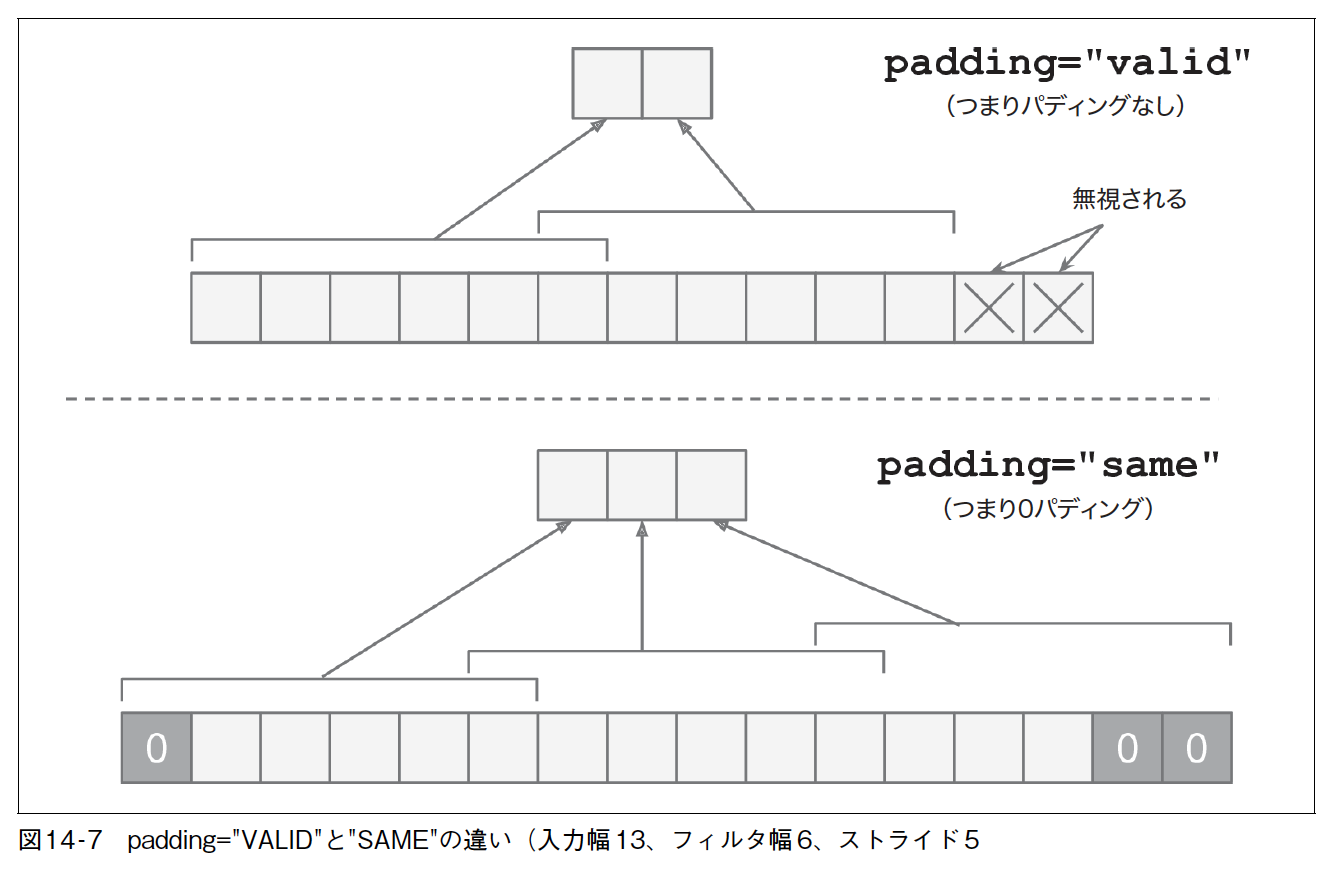 padding="valid"
（つまりパディングなし）
無視される
padding="same"
（つまり0パディング）
0
0
0
図14-7　padding="VALID"と"SAME"の違い（入力幅13、フィルタ幅6、ストライド5